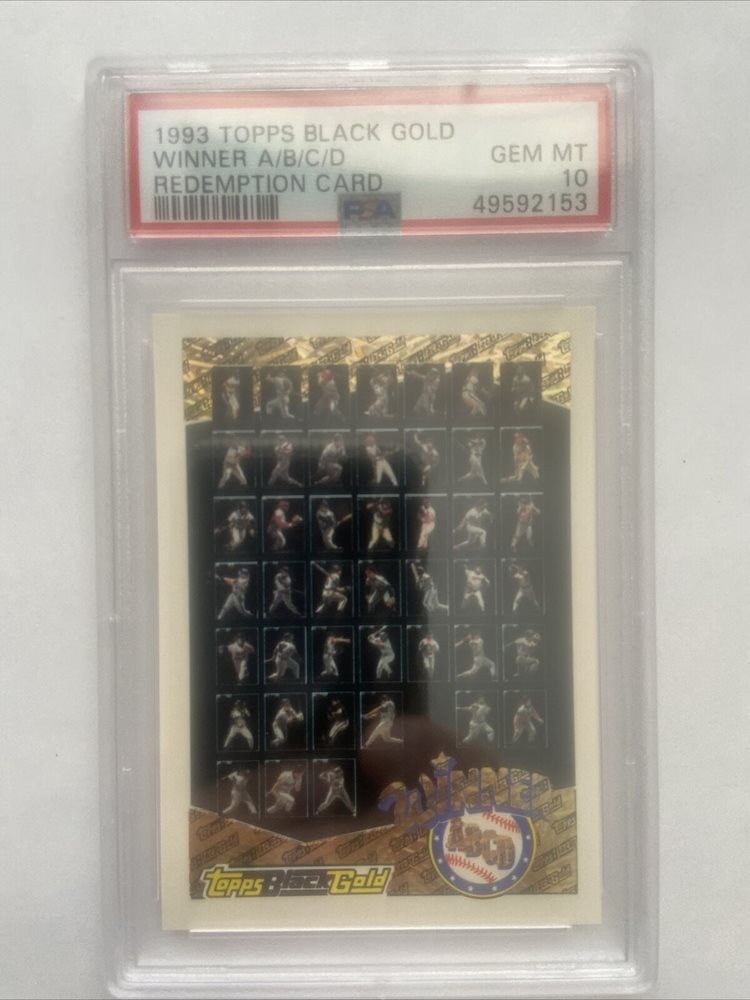 1993 TOPPS BLACK GOLD
WINNER A/B/C/D GEM MT
REDEMPTION CARD 10
PSA 49592153
WINNER
ABCD
Topps Black Gold